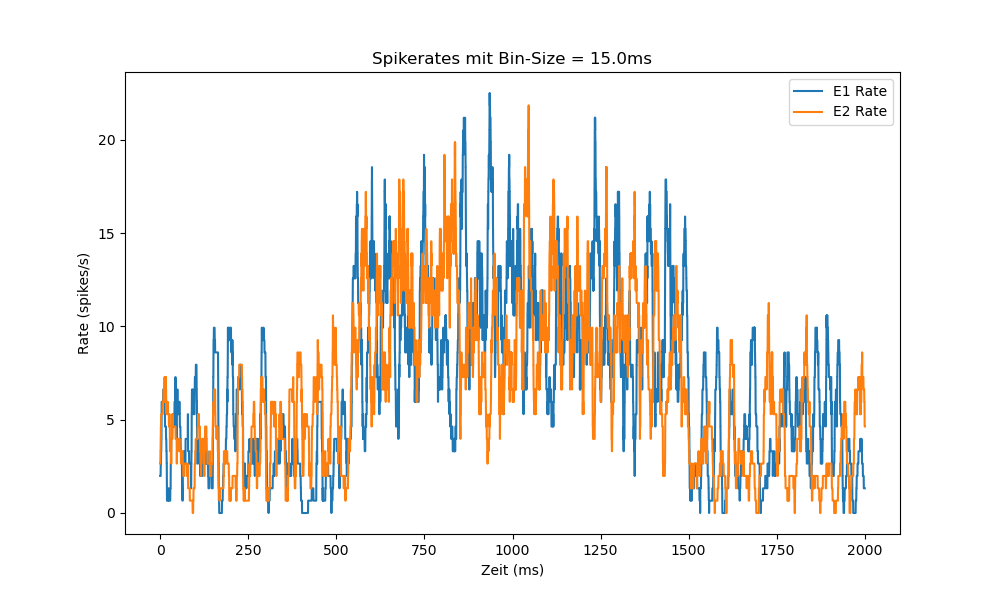 Spikerates mit Bin-Size = 15.0ms
E1 Rate
E2 Rate
Rate (spikes/s)
20
15
10
5
0
0 250 500 750 1000 1250 1500 1750 2000
Zeit (ms)